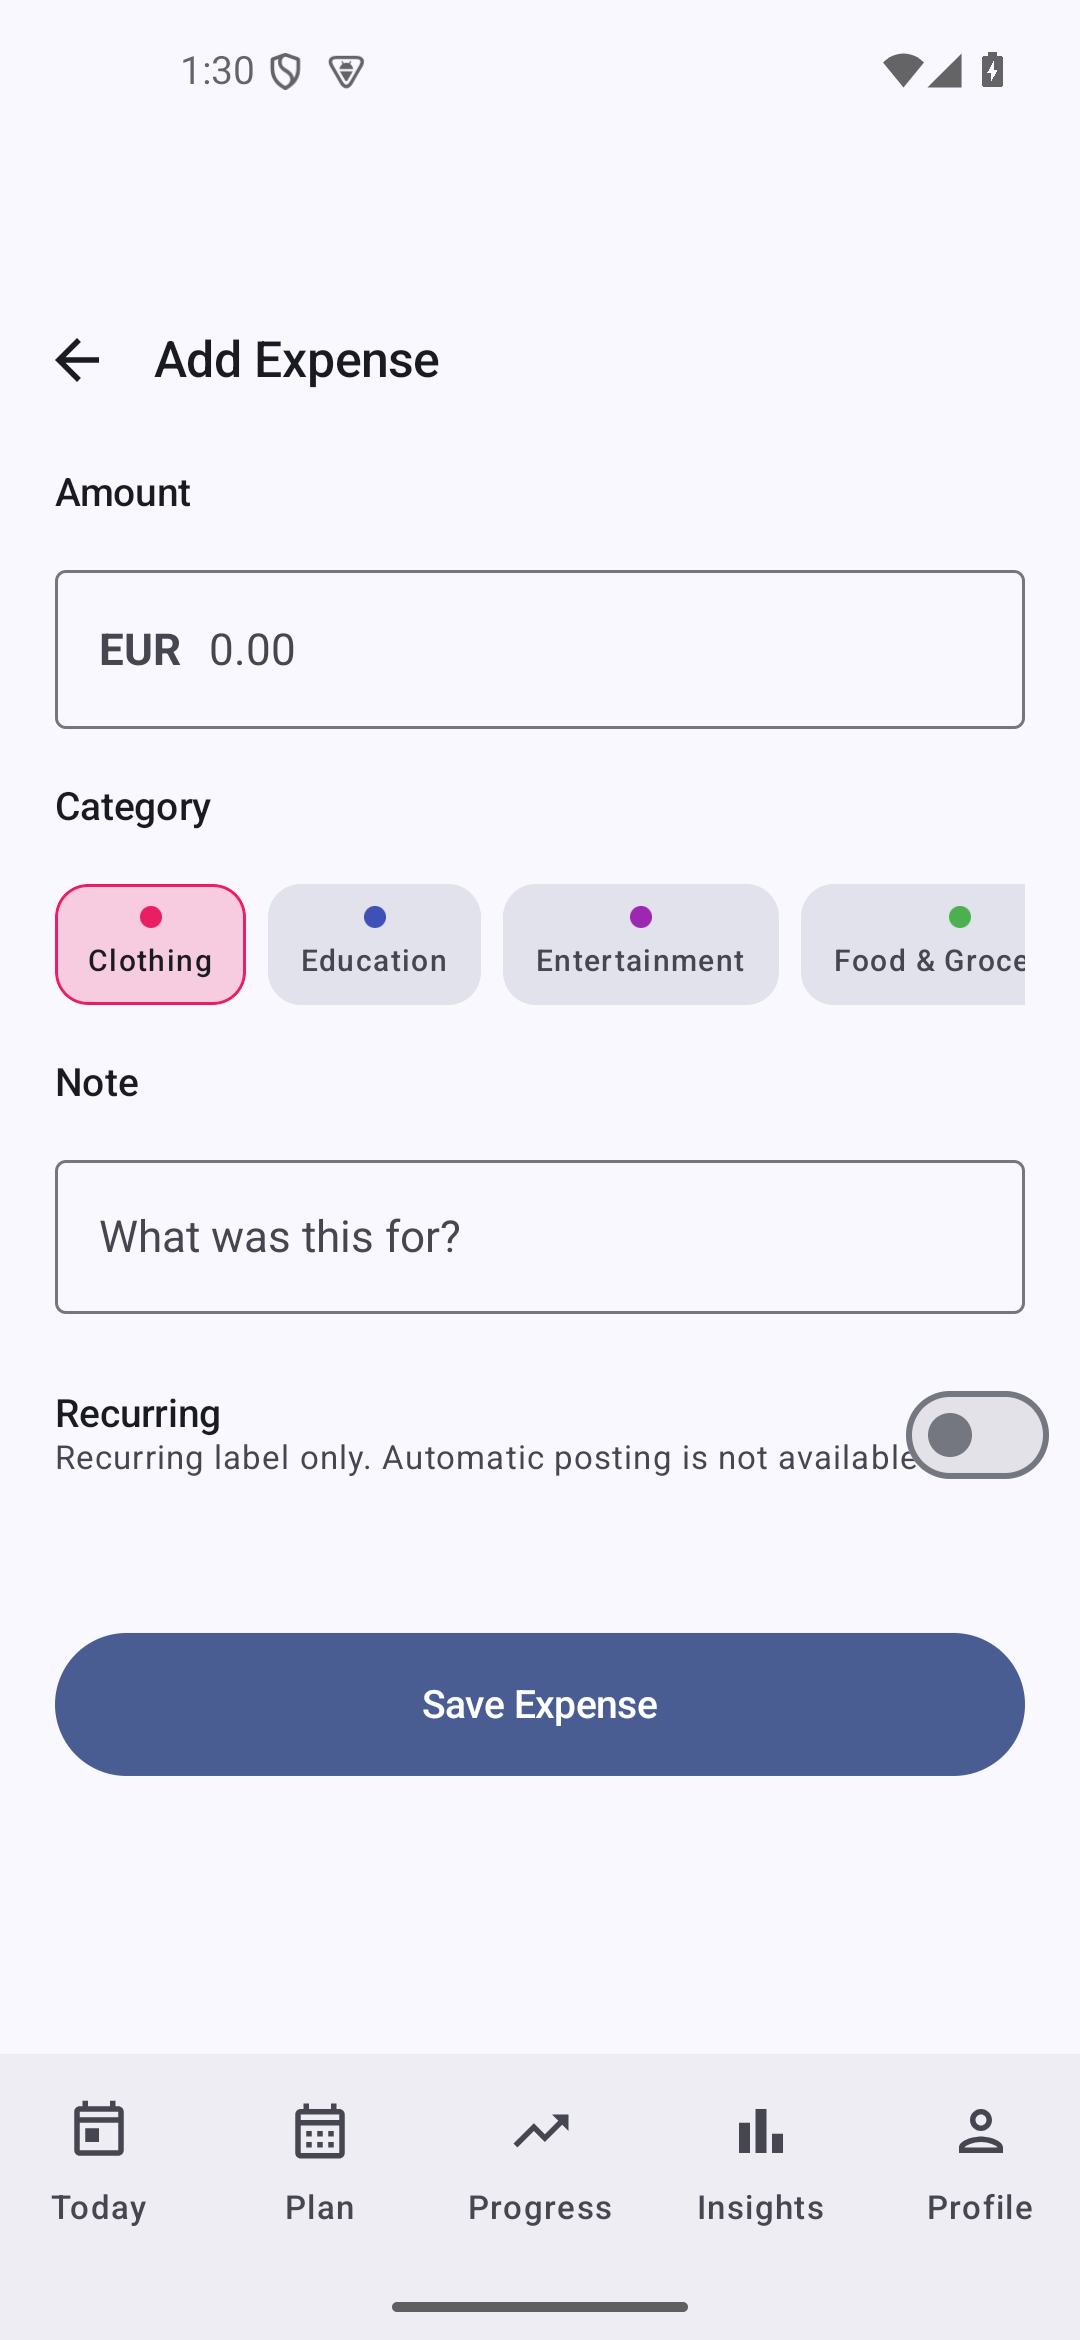 1:30
Add Expense
Amount
EUR 0.00
Category
Clothing
Education
Entertainment
Food & Groce
Note
What was this for?
Recurring
Recurring label only. Automatic posting is not available
Save Expense
Today
Plan
Progress
Insights
Profile